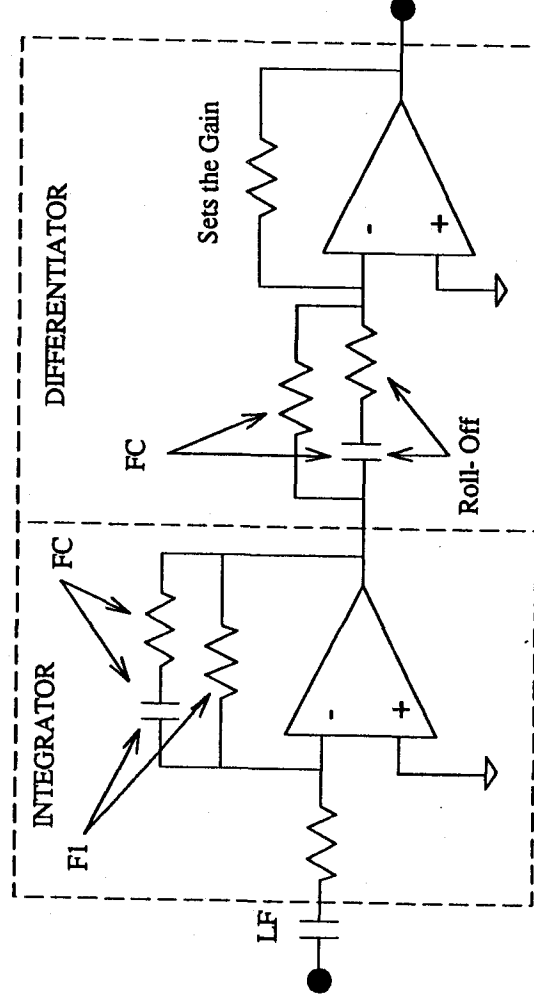 INTEGRATOR
DIFFERENTIATOR
F1
FC
FC
Sets the Gain
LF
-
+
-
+
Roll- Off